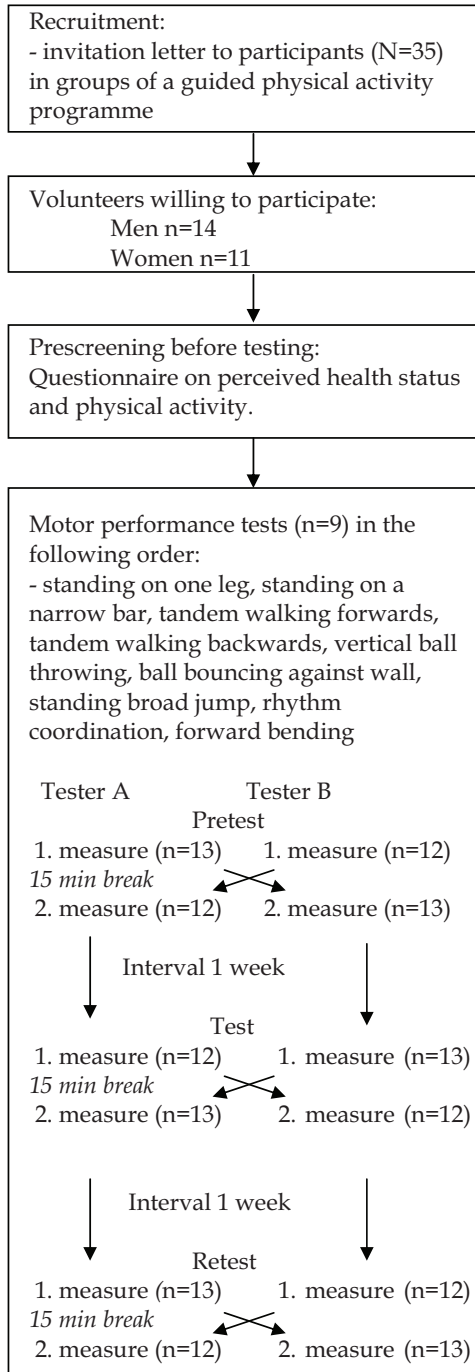 Recruitment:
- invitation letter to participants (N=35)
in groups of a guided physical activity
programme
Volunteers willing to participate:
Men n=14
Women n=11
Prescreening before testing:
Questionnaire on perceived health status
and physical activity.
Motor performance tests (n=9) in the
following order:
- standing on one leg, standing on a
narrow bar, tandem walking forwards,
tandem walking backwards, vertical ball
throwing, ball bouncing against wall,
standing broad jump, rhythm
coordination, forward bending
Tester A Tester B
Pretest
1. measure (n=13) 1. measure (n=12)
15 min break
2. measure (n=12) 2. measure (n=13)
Interval 1 week
Test
1. measure (n=12) 1. measure (n=13)
15 min break
2. measure (n=13) 2. measure (n=12)
Interval 1 week
Retest
1. measure (n=13) 1. measure (n=12)
15 min break
2. measure (n=12) 2. measure (n=13)